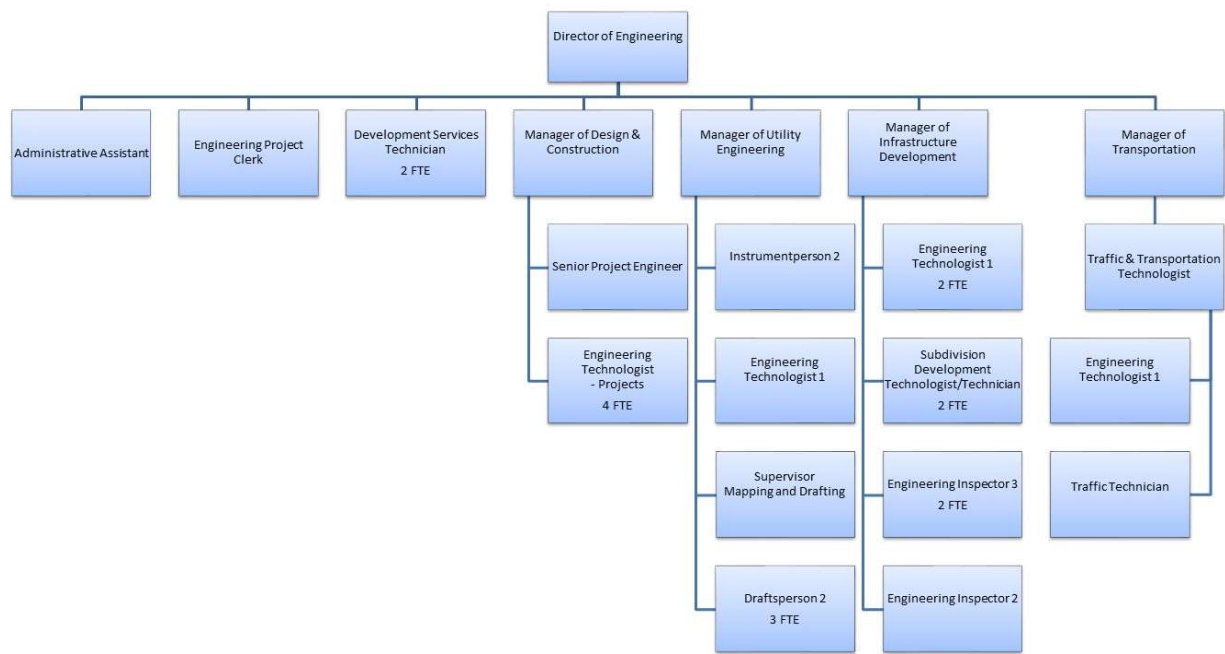 Director of Engineering
Administrative Assistant
Engineering Project
Clerk
Development Services
Technician
2 FTE
Manager of Design &
Construction
Manager of Utility
Engineering
Manager of
Infrastructure
Development
Manager of
Transportation
Senior Project Engineer
Instrumentperson 2
Engineering
Technologist 1
2 FTE
Traffic & Transportation
Technologist
Engineering
Technologist
- Projects
4 FTE
Engineering
Technologist 1
Subdivision
Development
Technologist/Technician
2 FTE
Engineering
Technologist 1
Supervisor
Mapping and Drafting
Engineering Inspector 3
2 FTE
Traffic Technician
Draftsperson 2
3 FTE
Engineering Inspector 2